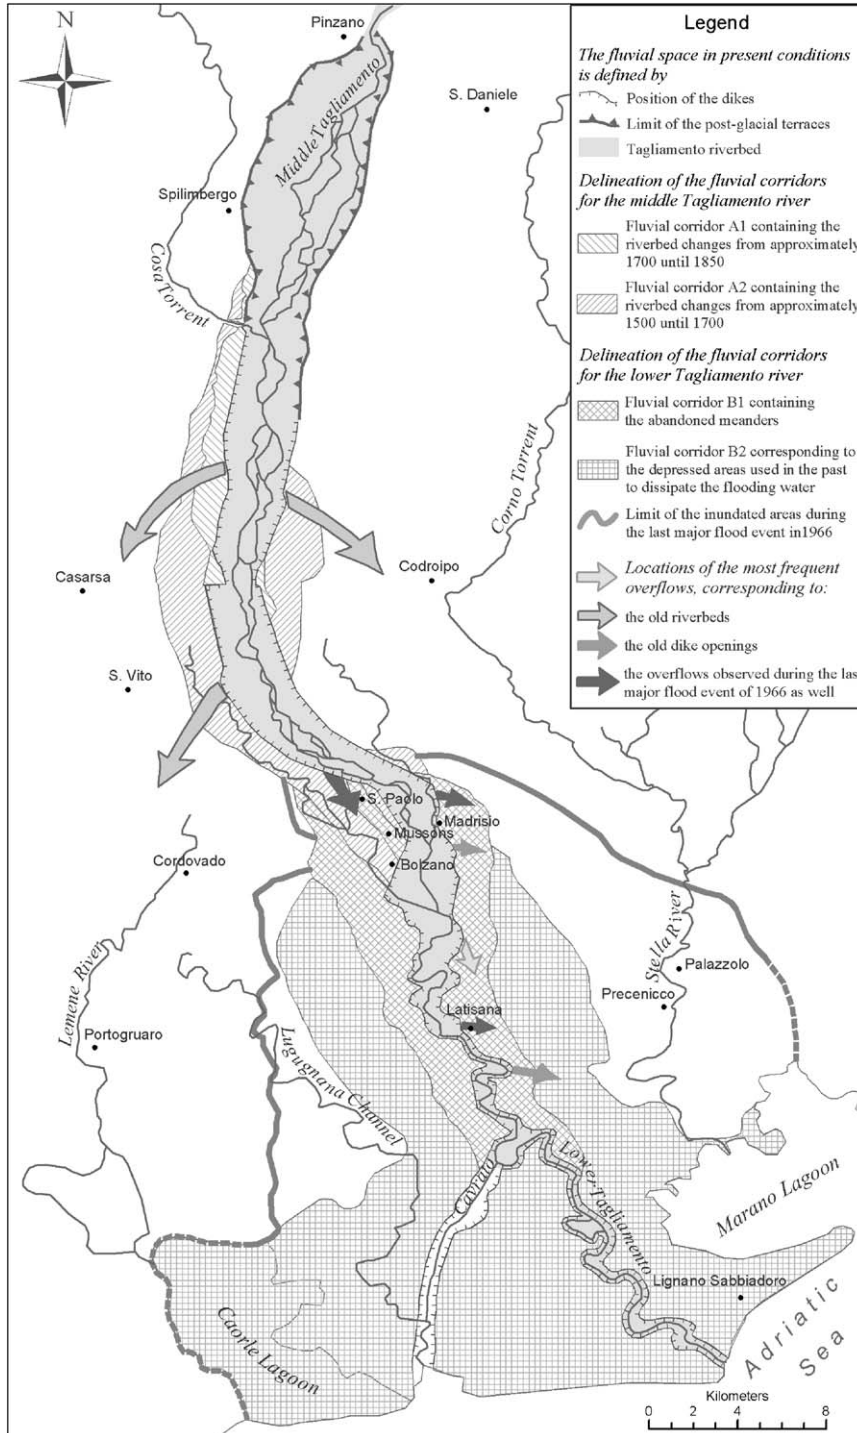 N
Pinzano
Middle Tagliamento
S. Daniele
Spilimbergo
Cosa Torrent
Corno Torrent
Casarsa
Codroipo
S. Vito
S. Paolo
Madrisio
Mussons
Bolzano
Cordovado
Lemene River
Stella River
Palazzolo
Precenicco
Latisana
Portogruaro
Lugugnana Channel
Cavrato
Lower Tagliamento
Marano Lagoon
Lignano Sabbiadoro
Caorle Lagoon
Adriatic
Sea
Kilometers
0 2 4 8
Legend
The fluvial space in present conditions
is defined by
Position of the dikes
Limit of the post-glacial terraces
Tagliamento riverbed
Delineation of the fluvial corridors
for the middle Tagliamento river
Fluvial corridor A1 containing the
riverbed changes from approximately
1700 until 1850
Fluvial corridor A2 containing the
riverbed changes from approximately
1500 until 1700
Delineation of the fluvial corridors
for the lower Tagliamento river
Fluvial corridor B1 containing
the abandoned meanders
Fluvial corridor B2 corresponding to
the depressed areas used in the past
to dissipate the flooding water
Limit of the inundated areas during
the last major flood event in1966
Locations of the most frequent
overflows, corresponding to:
the old riverbeds
the old dike openings
the overflows observed during the las
major flood event of 1966 as well